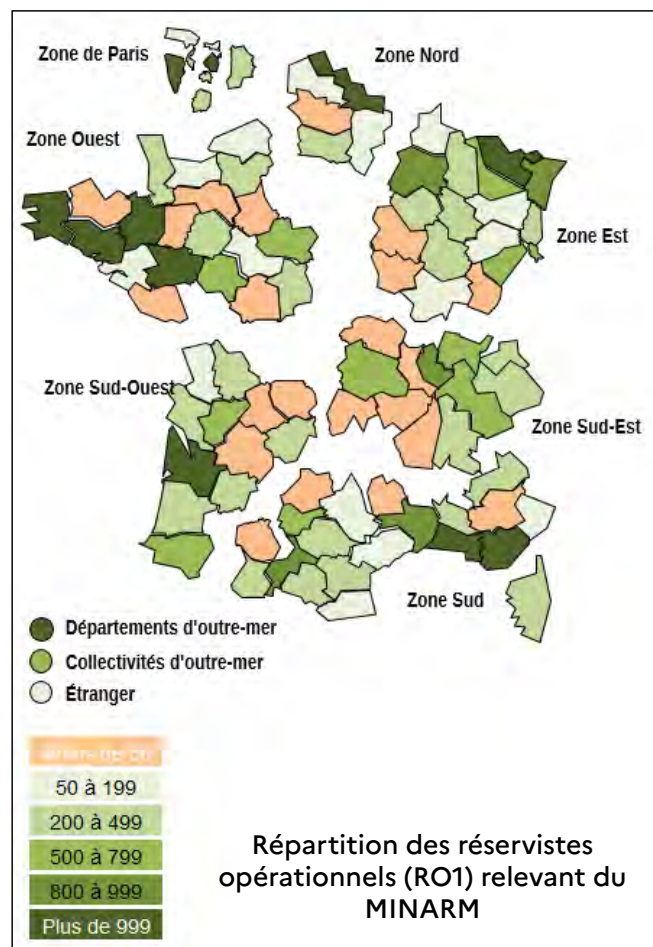 Zone de Paris
Zone Nord
Zone Ouest
Zone Est
Zone Sud-Ouest
Zone Sud-Est
Zone Sud
Départements d'outre-mer
Collectivités d'outre-mer
Étranger
50 à 199
200 à 499
500 à 799
800 à 999
Plus de 999
Répartition des réservistes
opérationnels (RO1) relevant du
MINARM